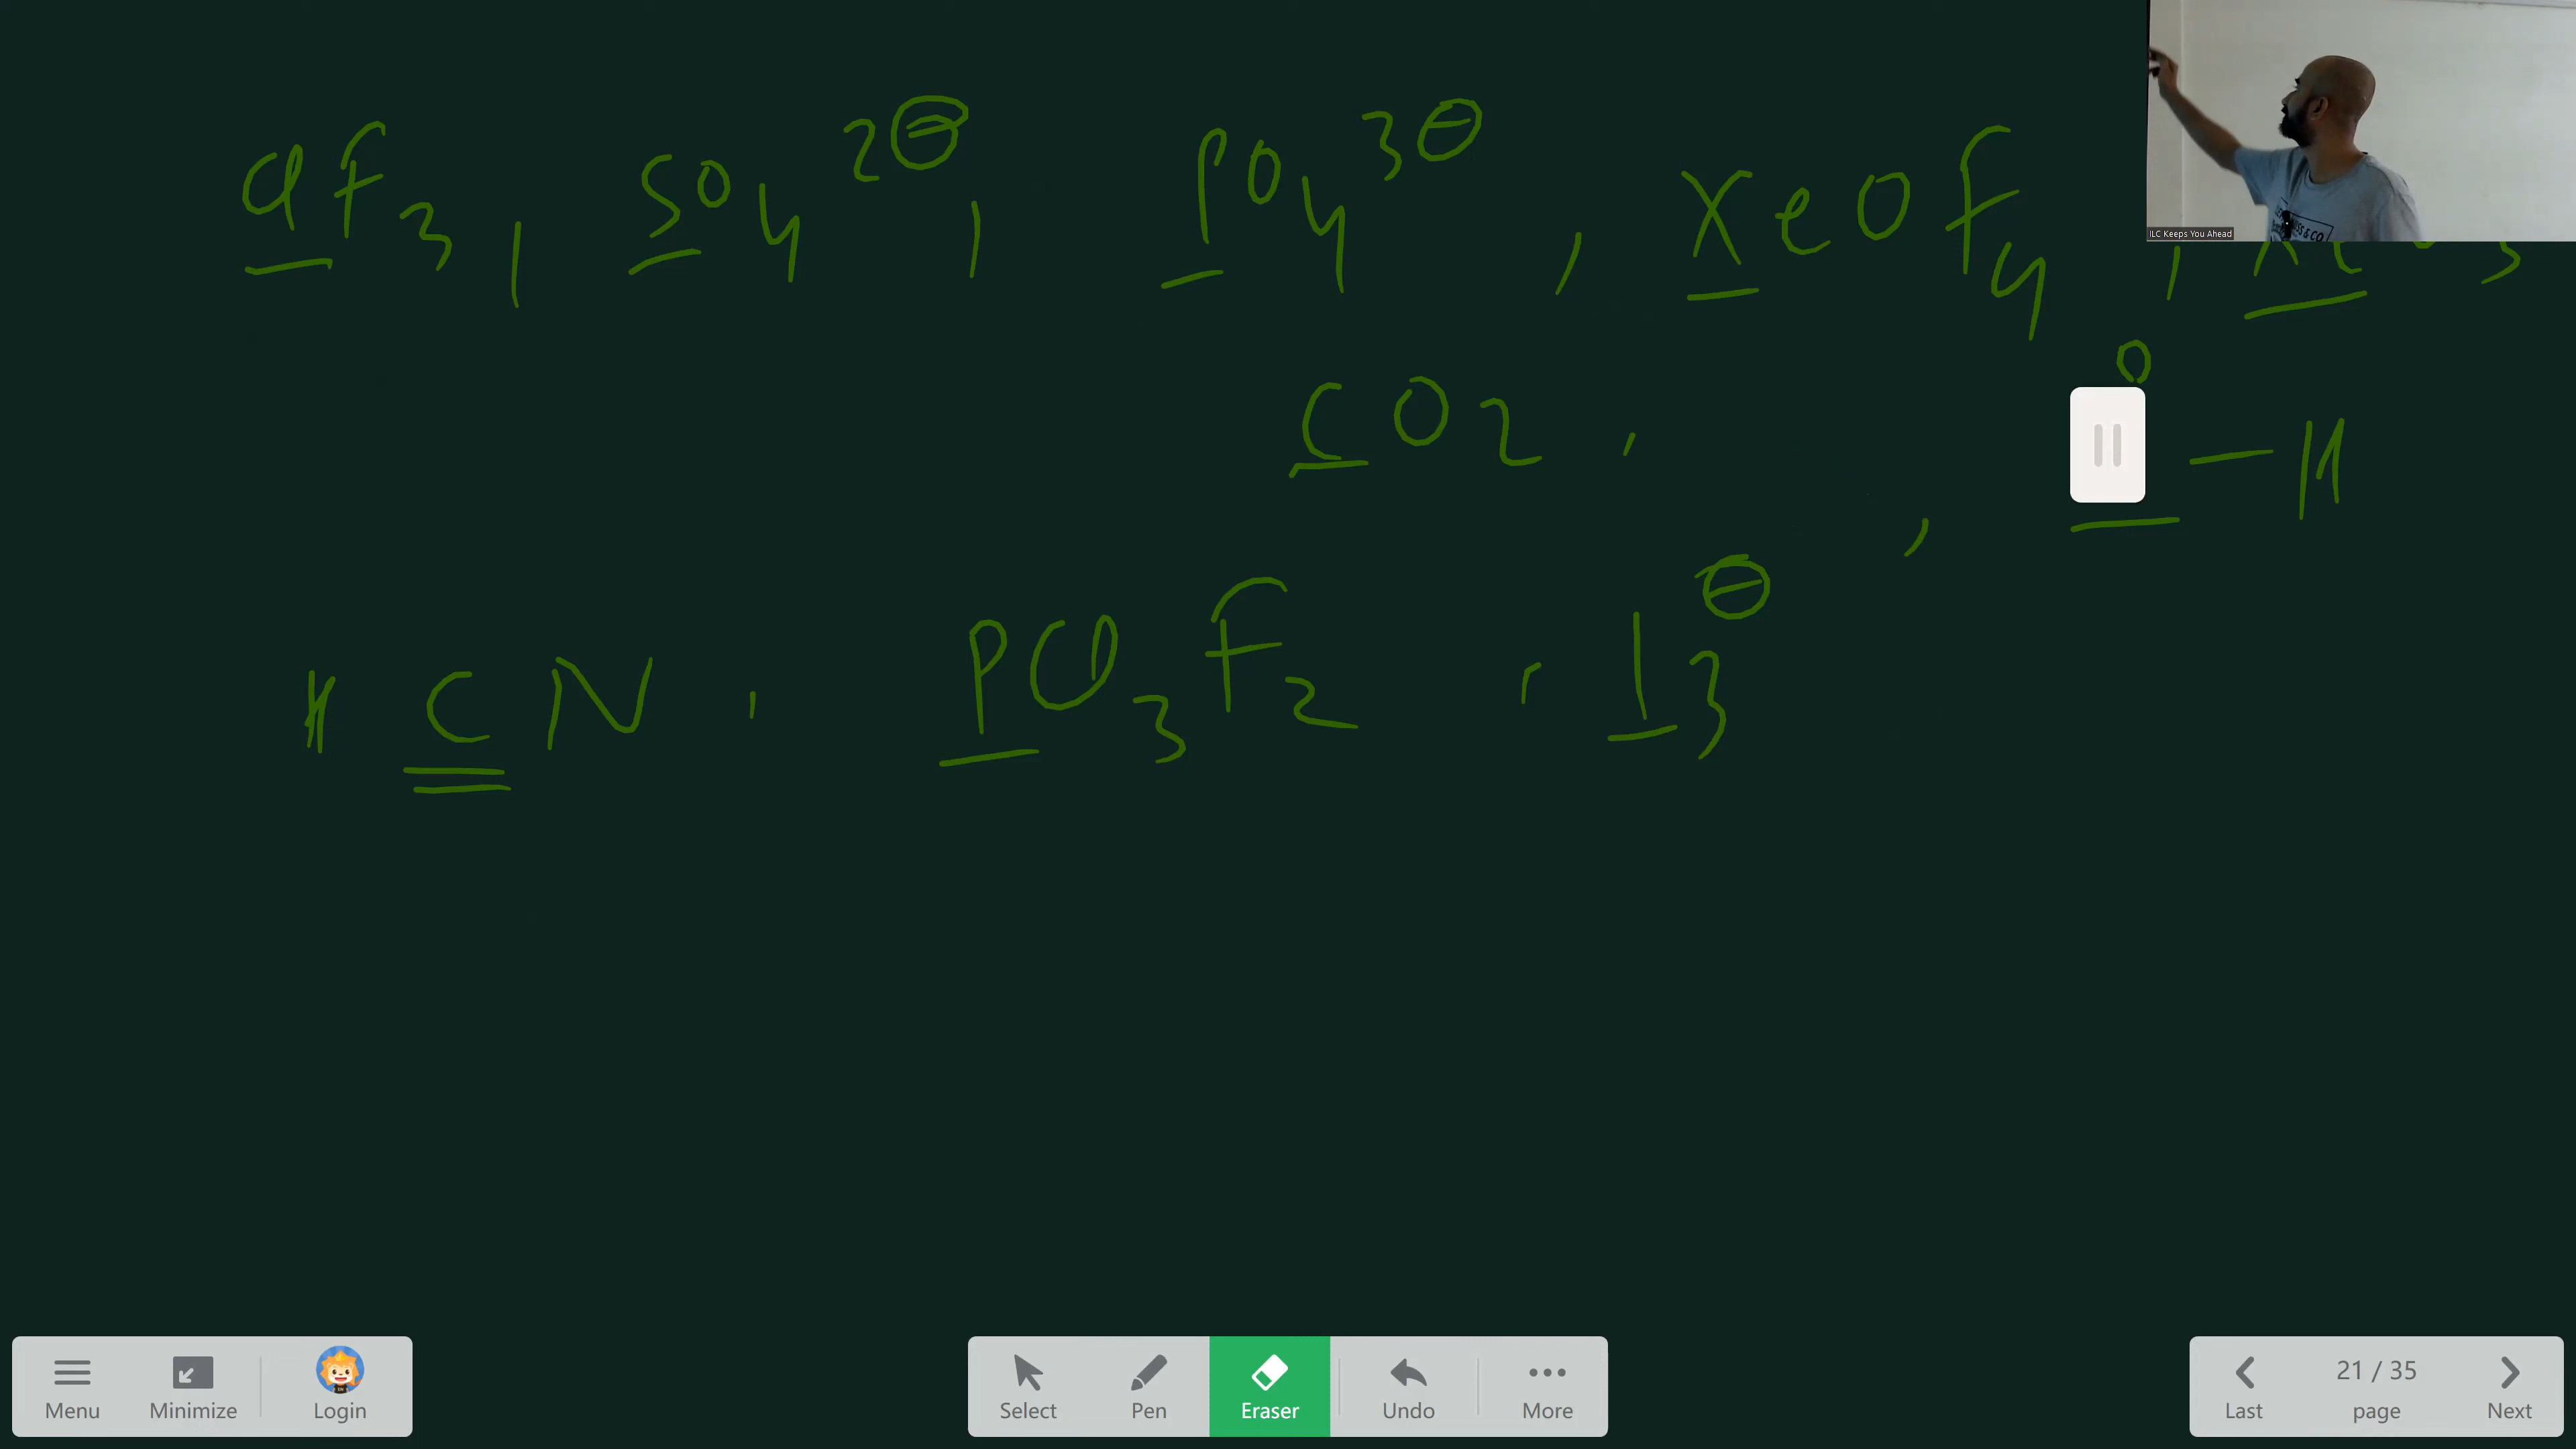 ClF3, SO4 2⊖, PO4 3⊖, XeOF4, Xe
CO2,
O
, — H
HCN, PCl3F2, I3⊖
ILC Keeps You Ahead
Menu Minimize Login
Select Pen Eraser Undo More
Last 21 / 35 page Next